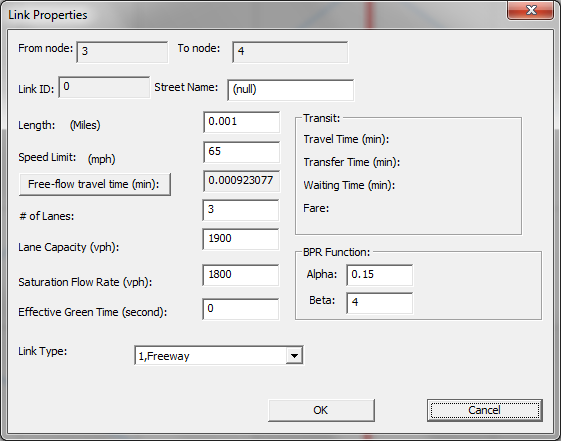 Link Properties
From node: 3 To node: 4
Link ID: 0 Street Name: (null)
Length: (Miles) 0.001
Speed Limit: (mph) 65
Free-flow travel time (min): 0.000923077
# of Lanes: 3
Lane Capacity (vph): 1900
Saturation Flow Rate (vph): 1800
Effective Green Time (second): 0
Transit:
Travel Time (min):
Transfer Time (min):
Waiting Time (min):
Fare:
BPR Function:
Alpha: 0.15
Beta: 4
Link Type: 1,Freeway
OK Cancel